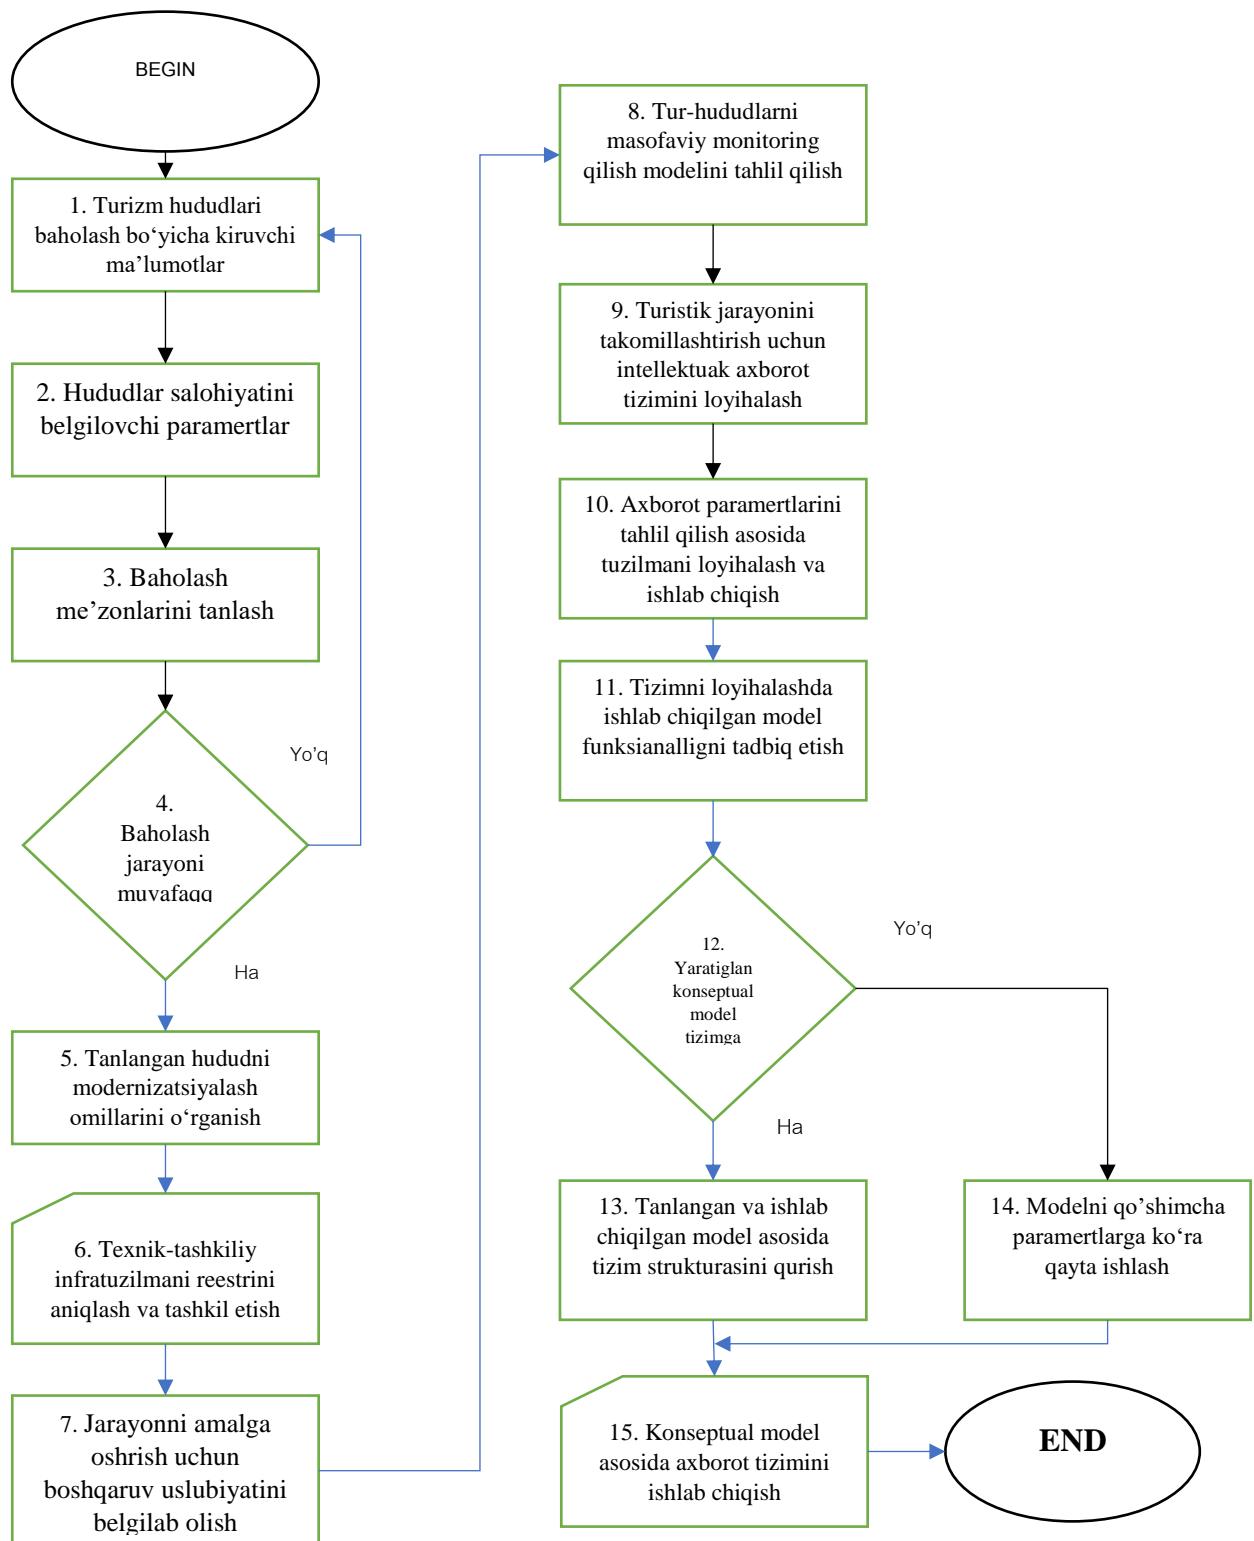 BEGIN
1. Turizm hududlari
baholash bo‘yicha kiruvchi
ma’lumotlar
2. Hududlar salohiyatini
belgilovchi paramertlar
3. Baholash
me’zonlarini tanlash
Yo’q
4.
Baholash
jarayoni
muvafaqq
Ha
5. Tanlangan hududni
modernizatsiyalash
omillarini o‘rganish
6. Texnik-tashkiliy
infratuzilmani reestrini
aniqlash va tashkil etish
7. Jarayonni amalga
oshrish uchun
boshqaruv uslubiyatini
belgilab olish
8. Tur-hududlarni
masofaviy monitoring
qilish modelini tahlil qilish
9. Turistik jarayonini
takomillashtirish uchun
intellektuak axborot
tizimini loyihalash
10. Axborot paramertlarini
tahlil qilish asosida
tuzilmani loyihalash va
ishlab chiqish
11. Tizimni loyihalashda
ishlab chiqilgan model
funksianalligni tadbiq etish
Yo’q
12.
Yaratiglan
konseptual
model
tizimga
Ha
13. Tanlangan va ishlab
chiqilgan model asosida
tizim strukturasini qurish
14. Modelni qo’shimcha
paramertlarga ko‘ra
qayta ishlash
15. Konseptual model
asosida axborot tizimini
ishlab chiqish
END